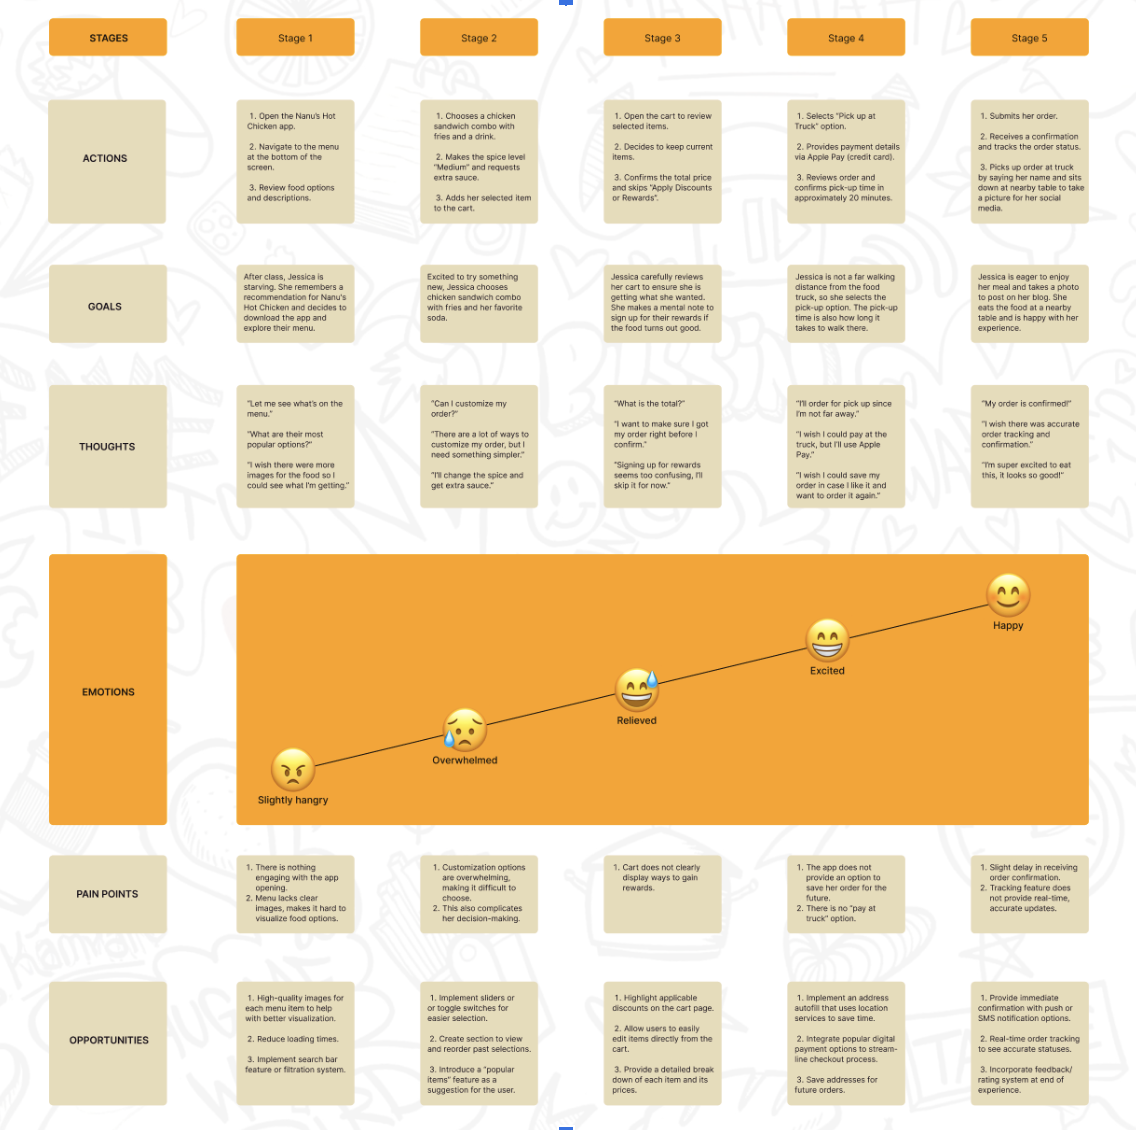 STAGES
Stage 1
Stage 2
Stage 3
Stage 4
Stage 5
ACTIONS
1. Open the Nanu's Hot
Chicken app.
2. Navigate to the menu
at the bottom of the
screen.
3. Review food options
and descriptions.
1. Chooses a chicken
sandwich combo with
fries and a drink.
2. Makes the spice level
"Medium" and requests
extra sauce.
3. Adds her selected item
to the cart.
1. Open the cart to review
selected items.
2. Decides to keep current
items.
3. Confirms the total price
and skips "Apply Discounts
or Rewards".
1. Selects "Pick up at
Truck" option.
2. Provides payment details
via Apple Pay (credit card).
3. Reviews order and
confirms pick-up time in
approximately 20 minutes.
1. Submits her order.
2. Receives a confirmation
and tracks the order status.
3. Picks up order at truck
by saying her name and sits
down at nearby table to take
a picture for her social
media.
GOALS
After class, Jessica is
starving. She remembers a
recommendation for Nanu's
Hot Chicken and decides to
download the app and
explore their menu.
Excited to try something
new, Jessica chooses
chicken sandwich combo
with fries and her favorite
soda.
Jessica carefully reviews
her cart to ensure she is
getting what she wanted.
She makes a mental note to
sign up for their rewards if
the food turns out good.
Jessica is not a far walking
distance from the food
truck, so she selects the
pick-up option. The pick-up
time is also how long it
takes to walk there.
Jessica is eager to enjoy
her meal and takes a photo
to post on her blog. She
eats the food at a nearby
table and is happy with her
experience.
THOUGHTS
"Let me see what's on the
menu."
"What are their most
popular options?"
"I wish there were more
images for the food so I
could see what I'm getting."
"Can I customize my
order?"
"There are a lot of ways to
customize my order, but I
need something simpler."
"I'll change the spice and
get extra sauce."
"What is the total?"
"I want to make sure I got
my order right before I
confirm."
"Signing up for rewards
seems too confusing, I'll
skip it for now."
"I'll order for pick up since
I'm not far away."
"I wish I could pay at the
truck, but I'll use Apple
Pay."
"I wish I could save my
order in case I like it and
want to order it again."
"My order is confirmed!"
"I wish there was accurate
order tracking and
confirmation."
"I'm super excited to eat
this, it looks so good!"
EMOTIONS
Happy
Excited
Relieved
Overwhelmed
Slightly hangry
PAIN POINTS
1. There is nothing
engaging with the app
opening.
2. Menu lacks clear
images, makes it hard to
visualize food options.
1. Customization options
are overwhelming,
making it difficult to
choose.
2. This also complicates
her decision-making.
1. Cart does not clearly
display ways to gain
rewards.
1. The app does not
provide an option to
save her order for the
future.
2. There is no "pay at
truck" option.
1. Slight delay in receiving
order confirmation.
2. Tracking feature does
not provide real-time,
accurate updates.
OPPORTUNITIES
1. High-quality images for
each menu item to help
with better visualization.
2. Reduce loading times.
3. Implement search bar
feature or filtration system.
1. Implement sliders or
or toggle switches for
easier selection.
2. Create section to view
and reorder past selections.
3. Introduce a "popular
items" feature as a
suggestion for the user.
1. Highlight applicable
discounts on the cart page.
2. Allow users to easily
edit items directly from the
cart.
3. Provide a detailed break
down of each item and its
prices.
1. Implement an address
autofill that uses location
services to save time.
2. Integrate popular digital
payment options to stream-
line checkout process.
3. Save addresses for
future orders.
1. Provide immediate
confirmation with push or
SMS notification options.
2. Real-time order tracking
to see accurate statuses.
3. Incorporate feedback/
rating system at end of
experience.